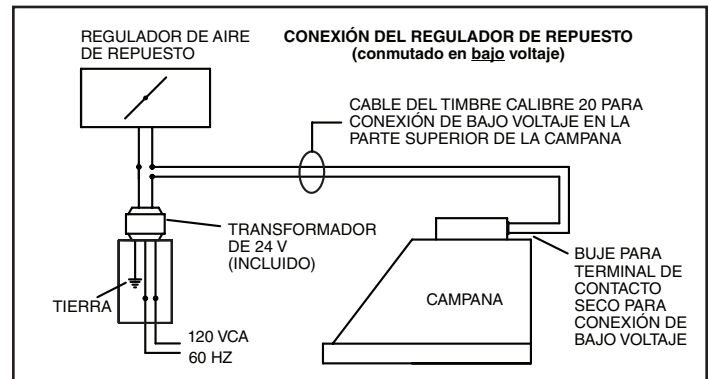 REGULADOR DE AIRE
DE REPUESTO
CONEXIÓN DEL REGULADOR DE REPUESTO
(conmutado en bajo voltaje)
CABLE DEL TIMBRE CALIBRE 20 PARA
CONEXIÓN DE BAJO VOLTAJE EN LA
PARTE SUPERIOR DE LA CAMPANA
TRANSFORMADOR
DE 24 V
(INCLUIDO)
TIERRA
120 VCA
60 HZ
CAMPANA
BUJE PARA
TERMINAL DE
CONTACTO
SECO PARA
CONEXIÓN DE
BAJO VOLTAJE